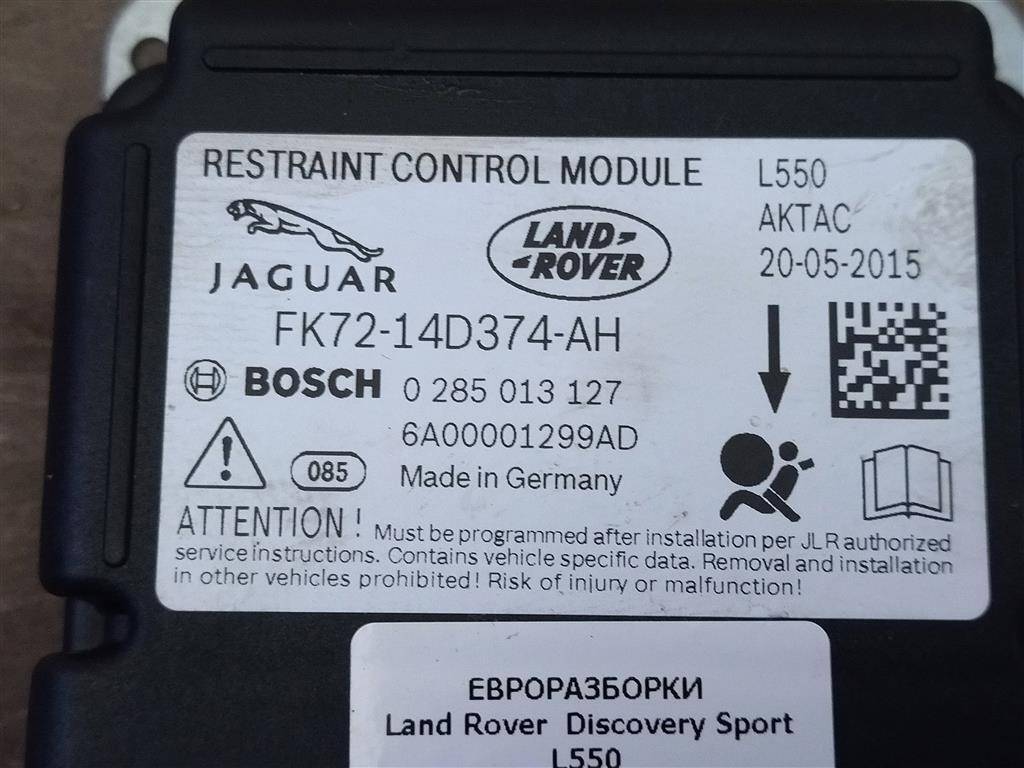 RESTRAINT CONTROL MODULE
L550
AKTAC
20-05-2015
JAGUAR
LAND ROVER
FK72-14D374-AH
H BOSCH 0 285 013 127
6A00001299AD
085 Made in Germany
ATTENTION ! Must be programmed after installation per JLR authorized
service instructions. Contains vehicle specific data. Removal and installation
in other vehicles prohibited! Risk of injury or malfunction!
ЕВРОРАЗБОРКИ
Land Rover Discovery Sport
L550